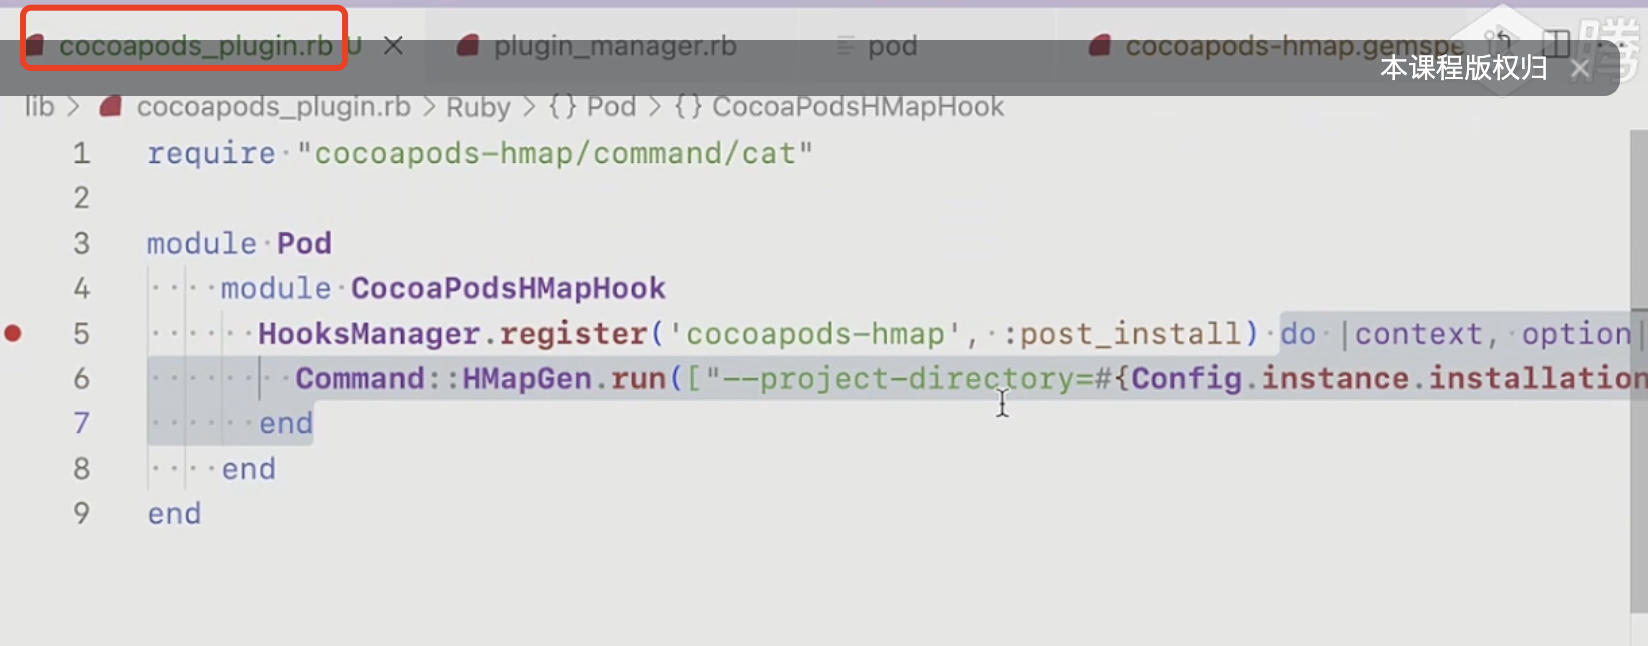 cocoapods_plugin.rb U × plugin_manager.rb pod cocoapods-hmap.gemspe
腾
本课程版权归 ×
lib > cocoapods_plugin.rb > Ruby > {} Pod > {} CocoaPodsHMapHook
1 require "cocoapods-hmap/command/cat"
2
3 module Pod
4 module CocoaPodsHMapHook
5 HooksManager.register('cocoapods-hmap', :post_install) do |context, option|
6 Command::HMapGen.run(["--project-directory=#{Config.instance.installation
7 end
8 end
9 end